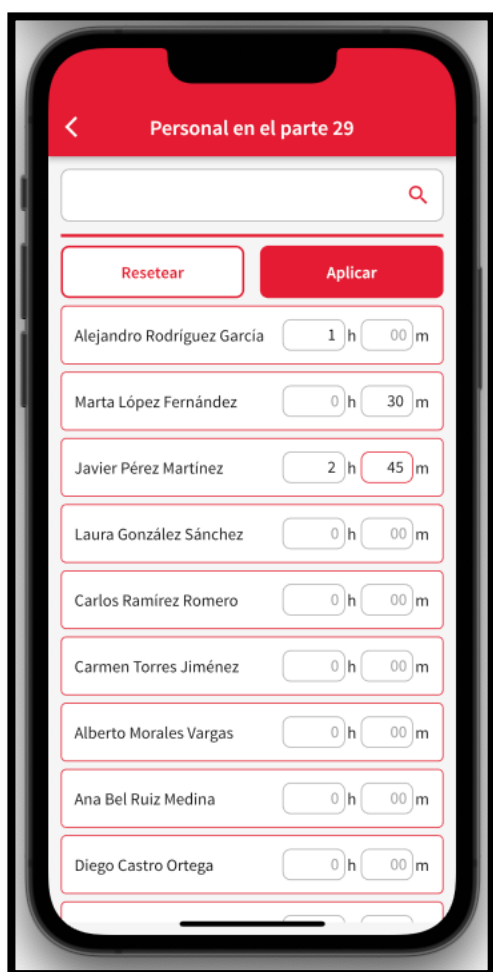 Personal en el parte 29
Resetear Aplicar
Alejandro Rodríguez García 1 h 00 m
Marta López Fernández 0 h 30 m
Javier Pérez Martínez 2 h 45 m
Laura González Sánchez 0 h 00 m
Carlos Ramírez Romero 0 h 00 m
Carmen Torres Jiménez 0 h 00 m
Alberto Morales Vargas 0 h 00 m
Ana Bel Ruiz Medina 0 h 00 m
Diego Castro Ortega 0 h 00 m